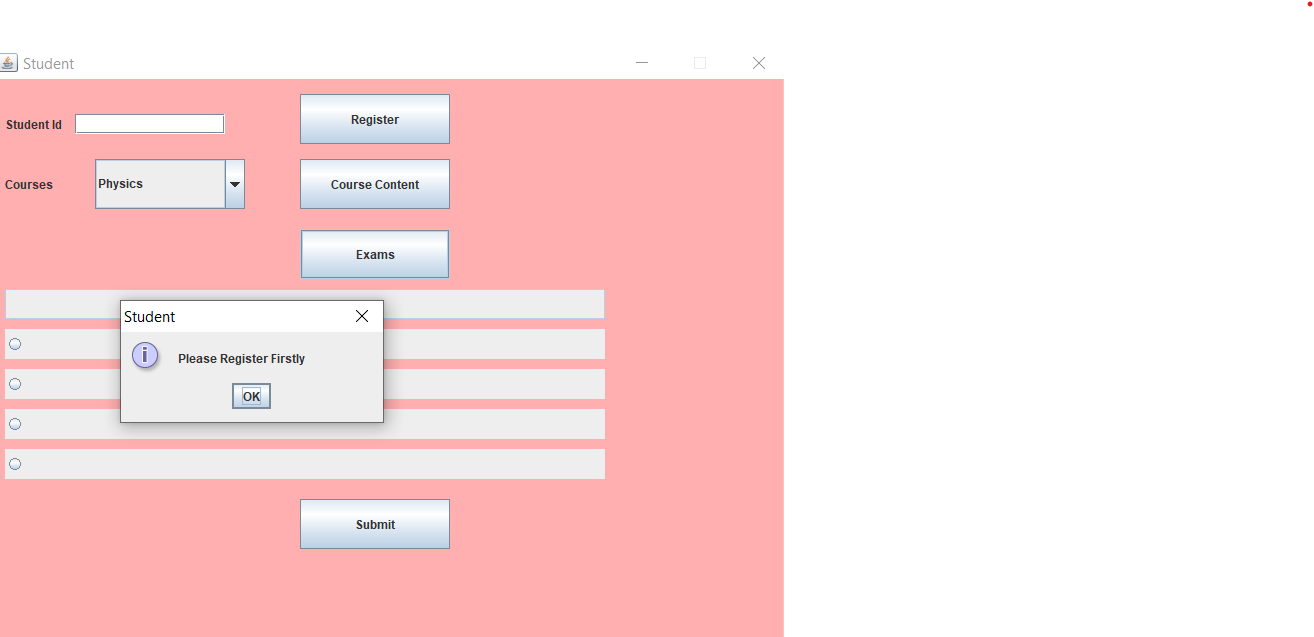 Student
Student Id
Register
Courses
Physics
Course Content
Exams
Student
Please Register Firstly
OK
Submit